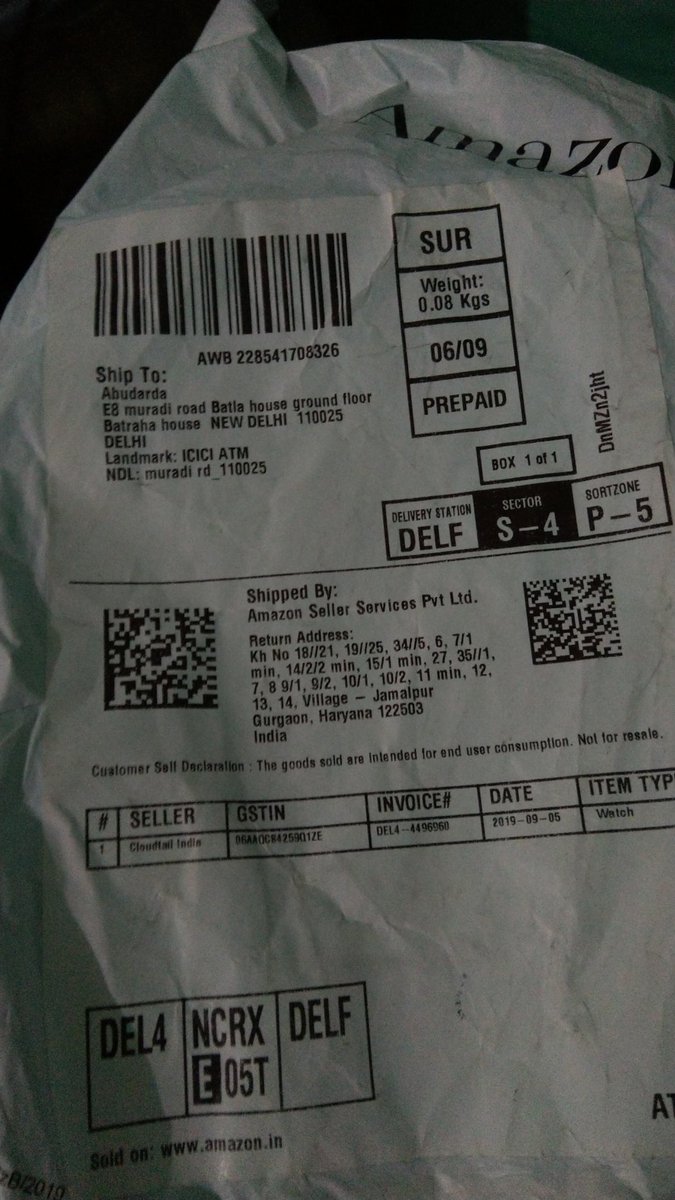 Amazon
SUR
Weight:
0.08 Kgs
06/09
PREPAID
AWB 228541708326
Ship To:
Abudarda
E8 muradi road Batla house ground floor
Batraha house NEW DELHI 110025
DELHI
Landmark: ICICI ATM
NDL: muradi rd_110025
DnMZn2jht
BOX 1 of 1
DELIVERY STATION
DELF
SECTOR
S-4
SORTZONE
P-5
Shipped By:
Amazon Seller Services Pvt Ltd.
Return Address:
Kh No 18//21, 19//25, 34//5, 6, 7/1
min, 14/2/2 min, 15/1 min, 27, 35//1,
7, 8 9/1, 9/2, 10/1, 10/2, 11 min, 12,
13, 14, Village - Jamalpur
Gurgaon, Haryana 122503
India
Customer Self Declaration : The goods sold are intended for end user consumption. Not for resale.
# SELLER GSTIN INVOICE# DATE ITEM TYP
1 Cloudtail India 06AAQCS4259Q1ZE DEL4-4496960 2019-09-05 Watch
DEL4
NCRX
E 05T
DELF
AT
Sold on: www.amazon.in